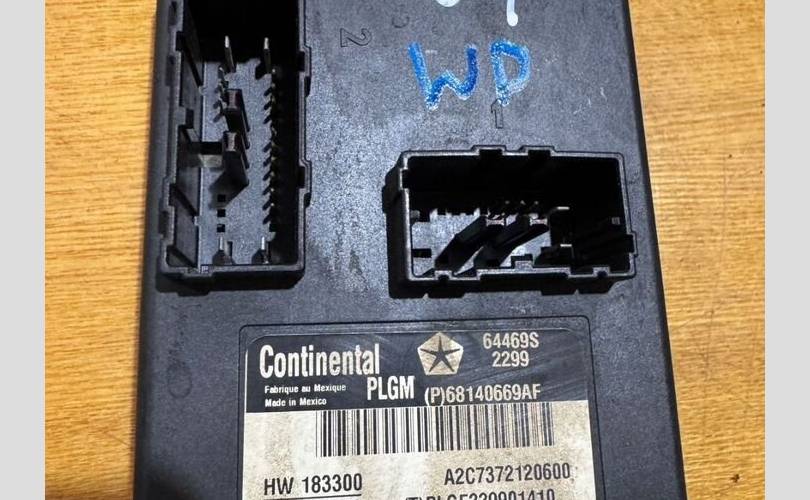 2
WD
1
Continental
64469S
2299
Fabrique au Mexique
Made in Mexico
PLGM
(P)68140669AF
HW 183300
A2C7372120600